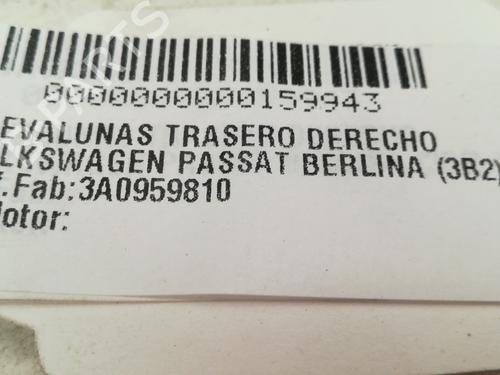 0000000000159943
EVALUNAS TRASERO DERECHO
LKSWAGEN PASSAT BERLINA (3B2)
f.Fab:3A0959810
otor: